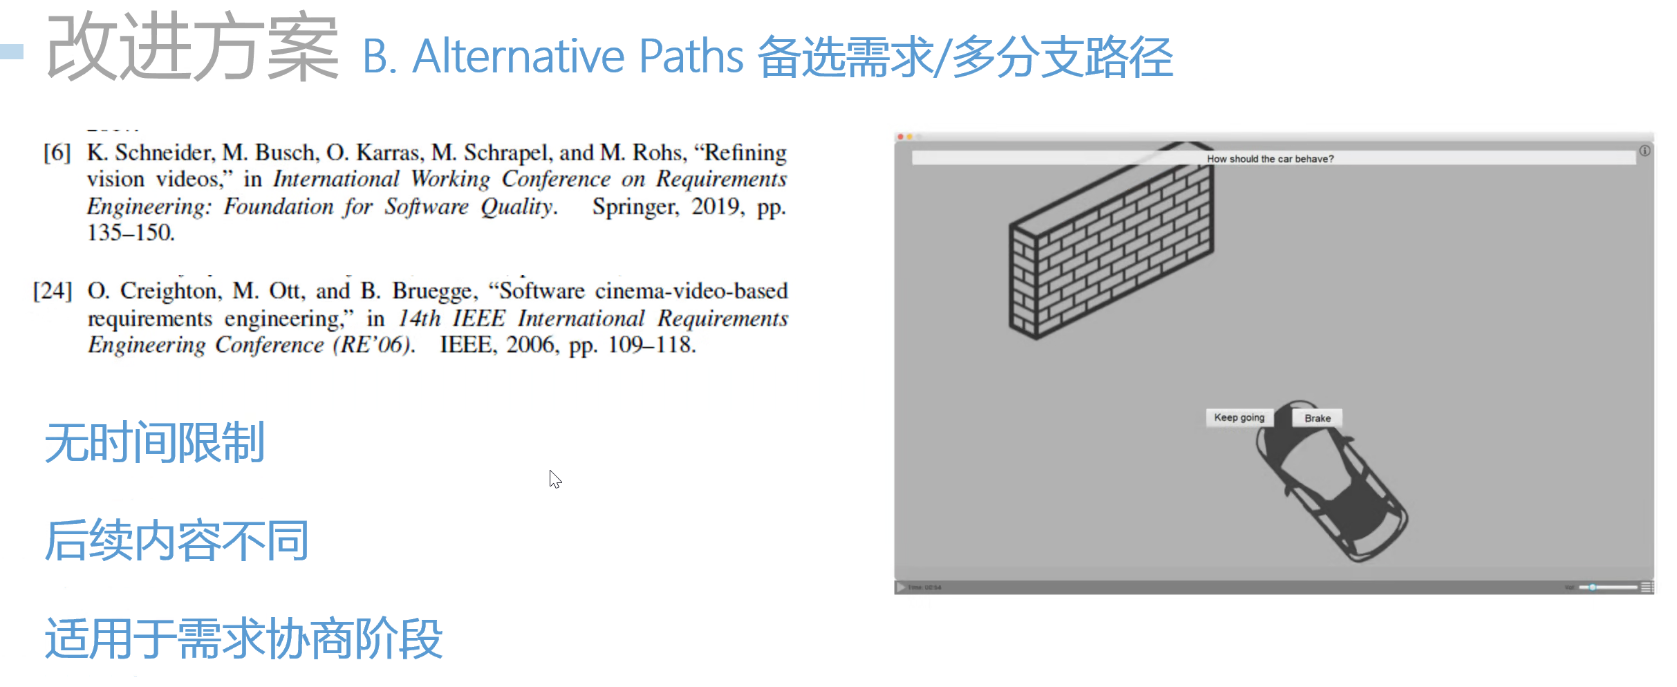 改进方案 B. Alternative Paths 备选需求/多分支路径
[6] K. Schneider, M. Busch, O. Karras, M. Schrapel, and M. Rohs, “Refining
vision videos,” in International Working Conference on Requirements
Engineering: Foundation for Software Quality. Springer, 2019, pp.
135–150.
[24] O. Creighton, M. Ott, and B. Bruegge, “Software cinema-video-based
requirements engineering,” in 14th IEEE International Requirements
Engineering Conference (RE’06). IEEE, 2006, pp. 109–118.
无时间限制
后续内容不同
适用于需求协商阶段
How should the car behave?
Keep going
Brake